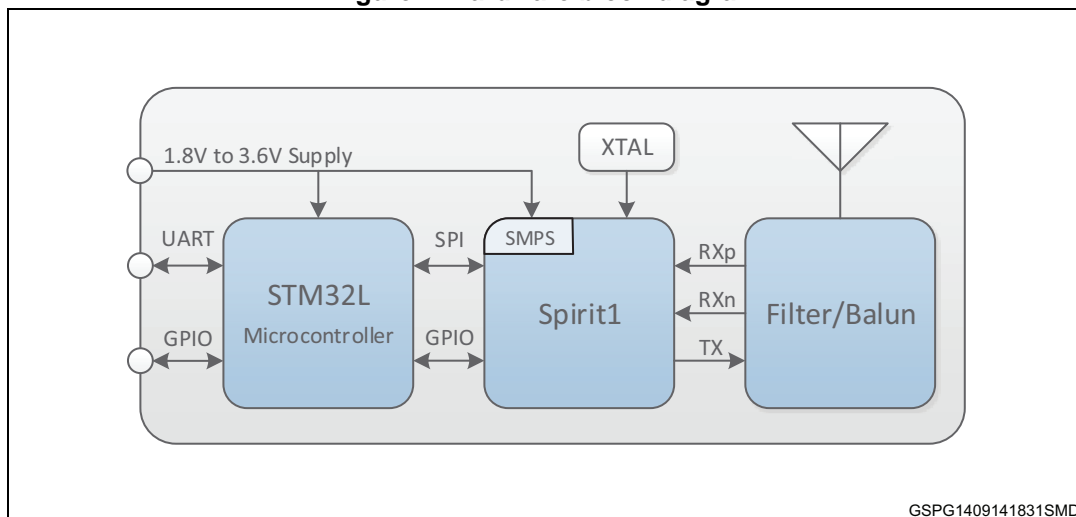 1.8V to 3.6V Supply
XTAL
UART
SPI
SMPS
RXp
STM32L
Microcontroller
Spirit1
RXn
Filter/Balun
GPIO
GPIO
TX
GSPG1409141831SMD